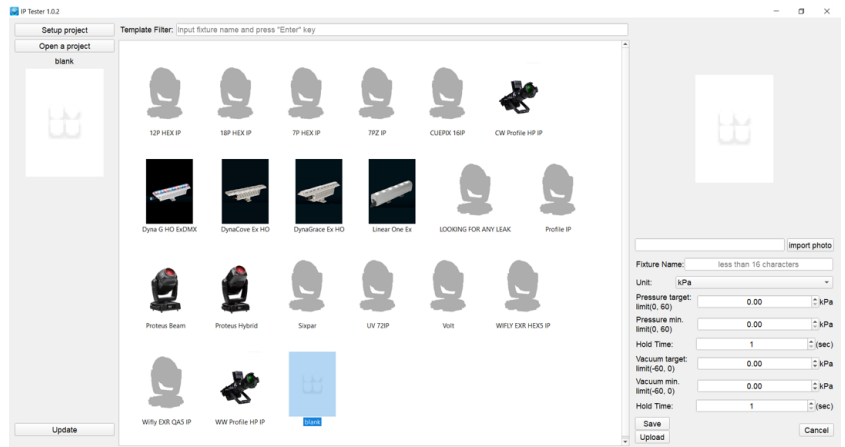 IP Tester 1.0.2
Setup project
Template Filter: Input fixture name and press "Enter" key
Open a project
blank
12P HEX IP
18P HEX IP
7P HEX IP
7PZ IP
CUEPIX 16IP
CW Profile HP IP
Dyna G HO ExDMX
DynaCove Ex HO
DynaGrace Ex HO
Linear One Ex
LOOKING FOR ANY LEAK
Profile IP
Proteus Beam
Proteus Hybrid
Sixpar
UV 72IP
Volt
WIFLY EXR HEX5 IP
Wifly EXR QA5 IP
WW Profile HP IP
blank
Update
Import photo
Fixture Name: less than 16 characters
Unit: kPa
Pressure target:
limit(0, 60) 0.00 kPa
Pressure min.
limit(0, 60) 0.00 kPa
Hold Time: 1 (sec)
Vacuum target:
limit(-60, 0) 0.00 kPa
Vacuum min.
limit(-60, 0) 0.00 kPa
Hold Time: 1 (sec)
Save
Upload
Cancel